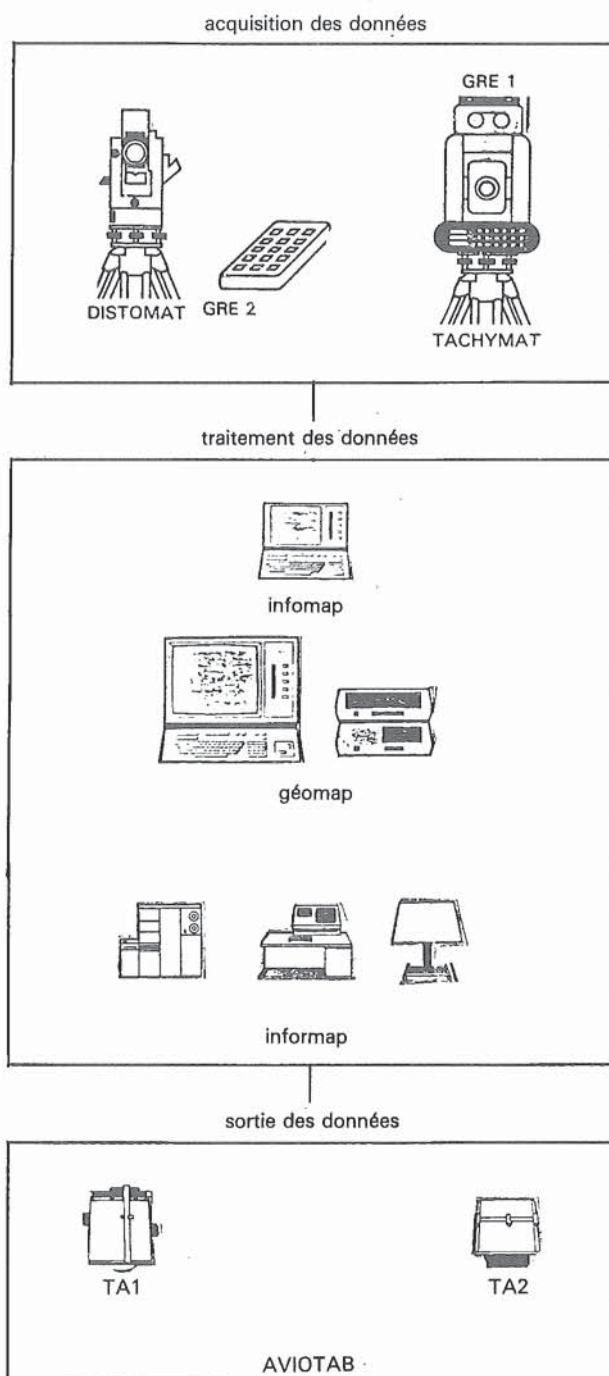 acquisition des données
GRE 1
DISTOMAT
GRE 2
TACHYMAT
traitement des données
infomap
géomap
informap
sortie des données
TA1
TA2
AVIOTAB